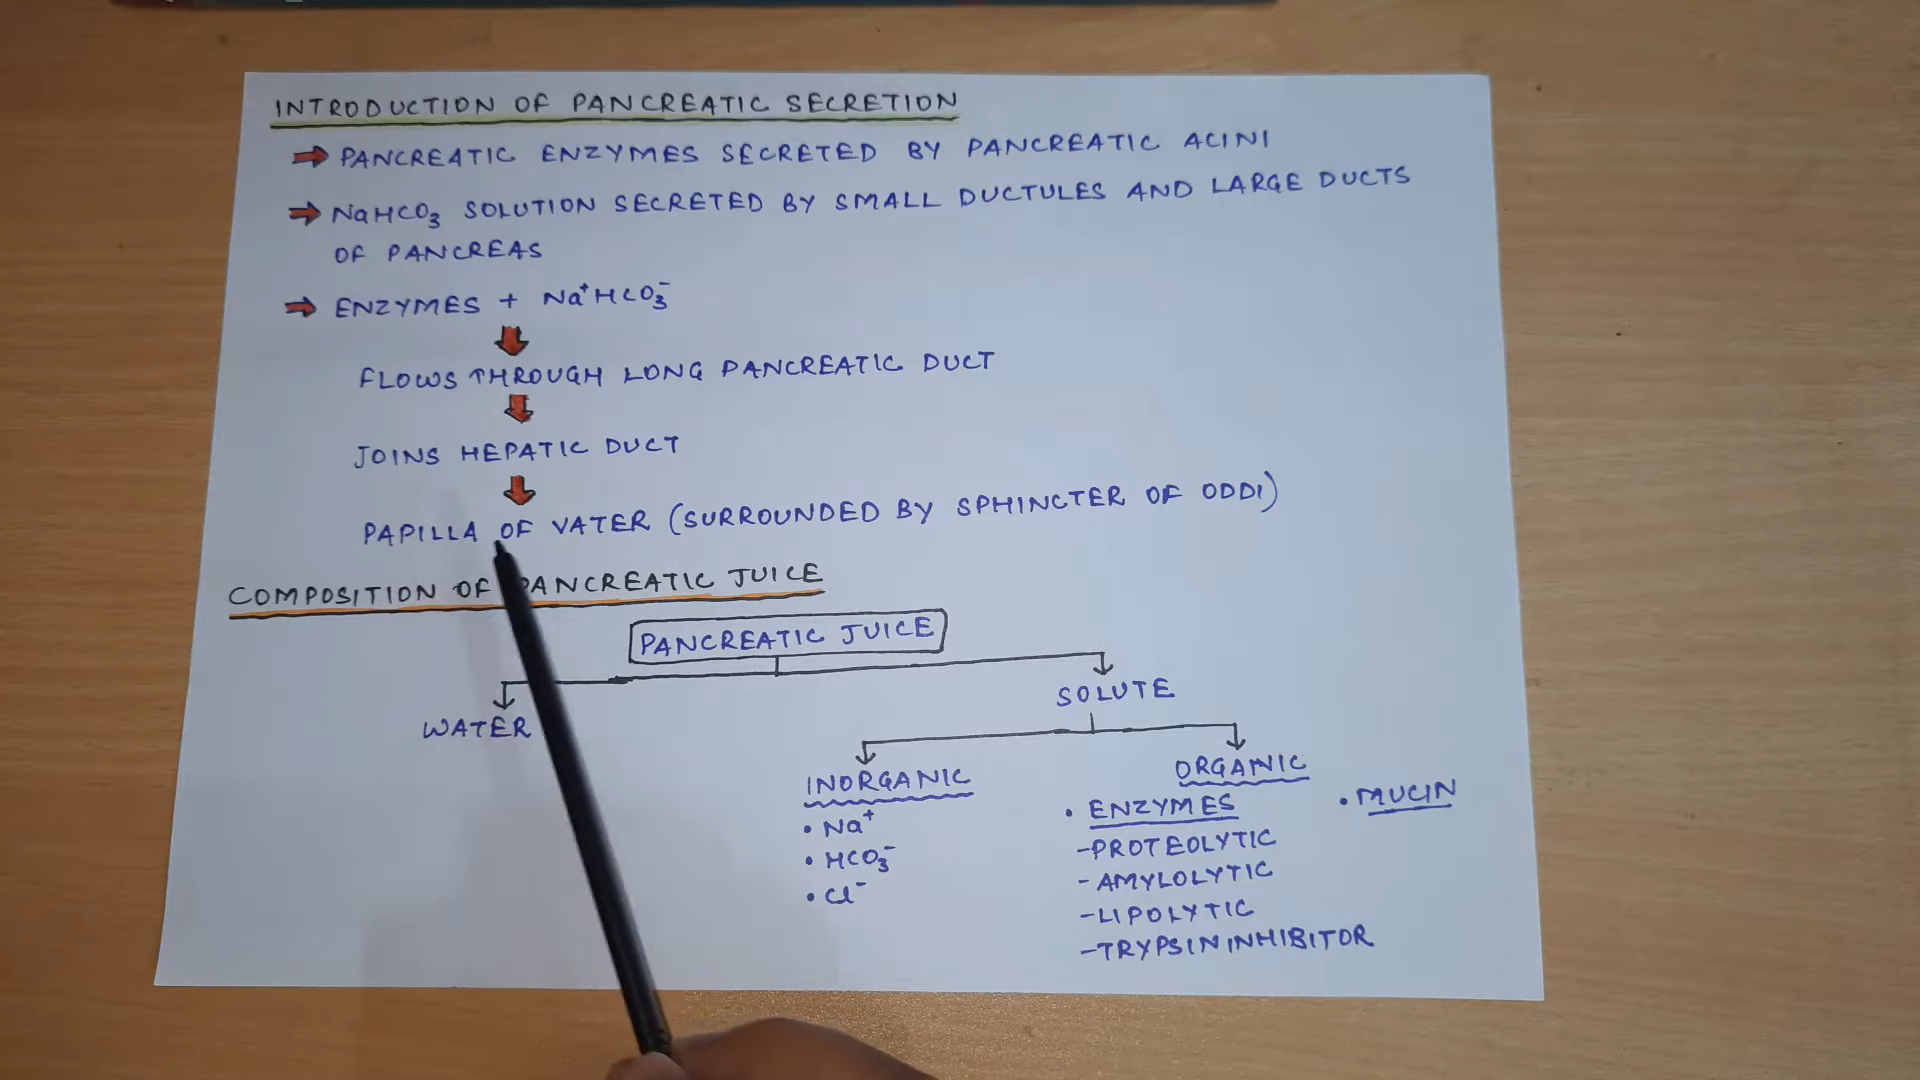 INTRODUCTION OF PANCREATIC SECRETION
PANCREATIC ENZYMES SECRETED BY PANCREATIC ACINI
NaHCO₃ SOLUTION SECRETED BY SMALL DUCTULES AND LARGE DUCTS
OF PANCREAS
ENZYMES + Na⁺HCO₃⁻
FLOWS THROUGH LONG PANCREATIC DUCT
JOINS HEPATIC DUCT
PAPILLA OF VATER (SURROUNDED BY SPHINCTER OF ODDI)
COMPOSITION OF PANCREATIC JUICE
PANCREATIC JUICE
WATER
SOLUTE
INORGANIC
• Na⁺
• HCO₃⁻
• Cl⁻
ORGANIC
• ENZYMES
-PROTEOLYTIC
-AMYLOLYTIC
-LIPOLYTIC
-TRYPSIN INHIBITOR
• MUCIN